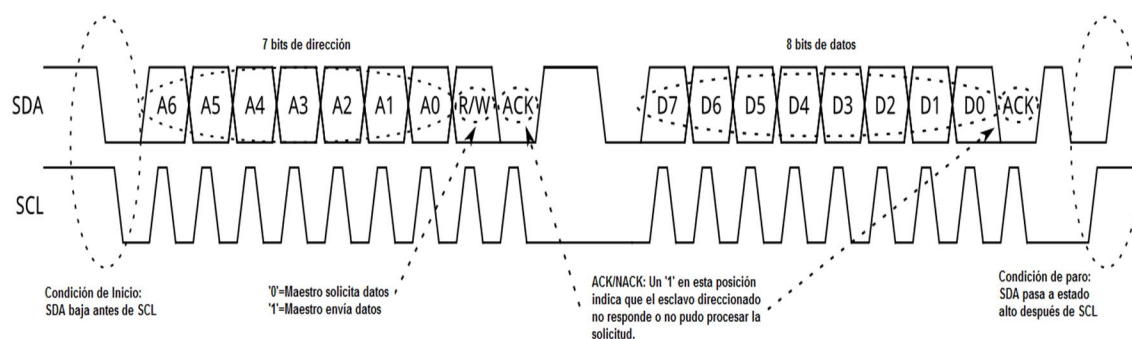 7 bits de dirección
8 bits de datos
SDA
A6 A5 A4 A3 A2 A1 A0 R/W ACK
D7 D6 D5 D4 D3 D2 D1 D0 ACK
SCL
Condición de Inicio:
SDA baja antes de SCL
'0'=Maestro solicita datos
'1'=Maestro envía datos
ACK/NACK: Un '1' en esta posición
indica que el esclavo direccionado
no responde o no pudo procesar la
solicitud.
Condición de paro:
SDA pasa a estado
alto después de SCL